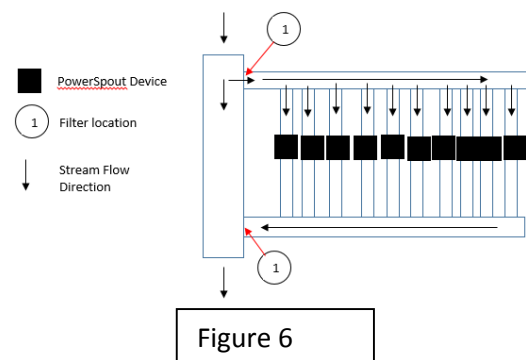 1
PowerSpout Device
1
Filter location
Stream Flow
Direction
1
Figure 6